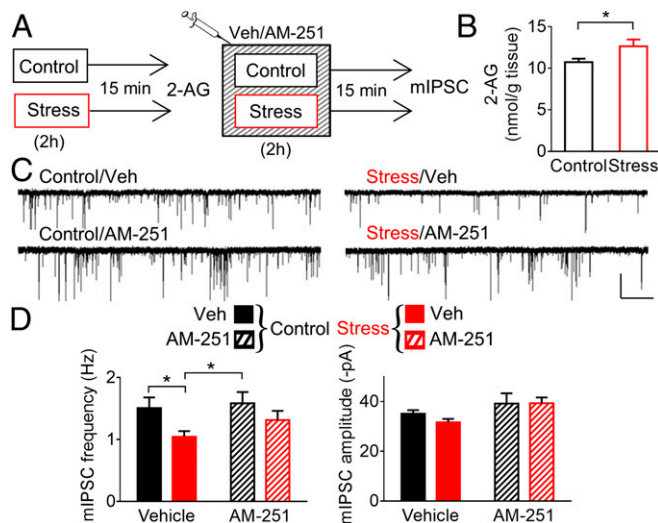 A
Veh/AM-251
Control
15 min
2-AG
Control
15 min
mIPSC
Stress
Stress
(2h)
(2h)
B
2-AG
(nmol/g tissue)
15
10
5
0
*
Control Stress
C
Control/Veh
Stress/Veh
Control/AM-251
Stress/AM-251
D
Veh
Control
Stress
Veh
AM-251
AM-251
mIPSC frequency (Hz)
2
1
0
*
*
Vehicle
AM-251
mIPSC amplitude (-pA)
40
20
0
Vehicle
AM-251